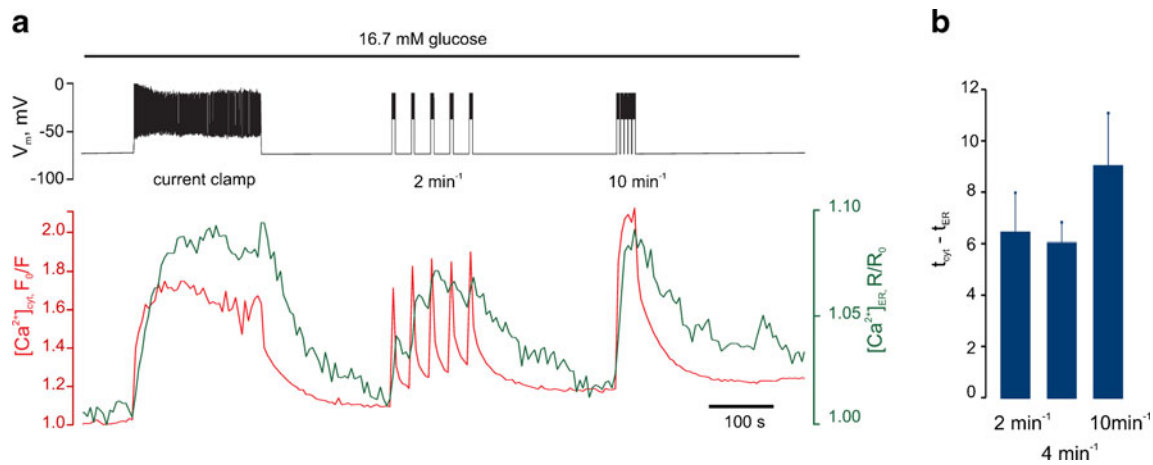 a
b
16.7 mM glucose
Vm, mV
0
-50
-100
current clamp
2 min-1
10 min-1
[Ca2+]cyt, F0/F
2.0
1.8
1.6
1.4
1.2
1.0
1.10
1.05
1.00
[Ca2+]ER, R/R0
100 s
tcyt - tER
12
10
8
6
4
2
0
2 min-1
10min-1
4 min-1